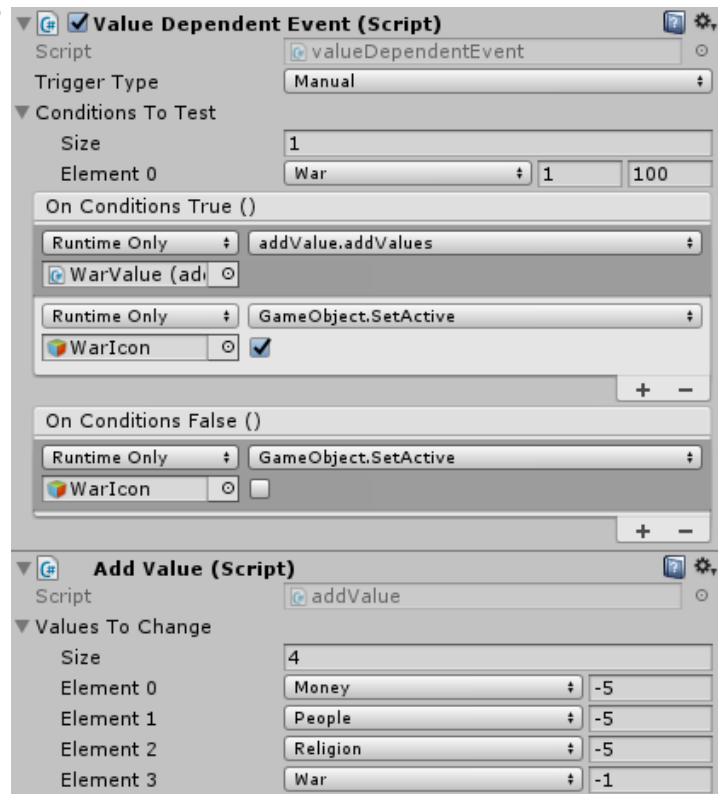 Value Dependent Event (Script)
Script valueDependentEvent
Trigger Type Manual
Conditions To Test
Size 1
Element 0 War 1 100
On Conditions True ()
Runtime Only addValue.addValues
WarValue (ad
Runtime Only GameObject.SetActive
WarIcon
+ −
On Conditions False ()
Runtime Only GameObject.SetActive
WarIcon
+ −
Add Value (Script)
Script addValue
Values To Change
Size 4
Element 0 Money -5
Element 1 People -5
Element 2 Religion -5
Element 3 War -1